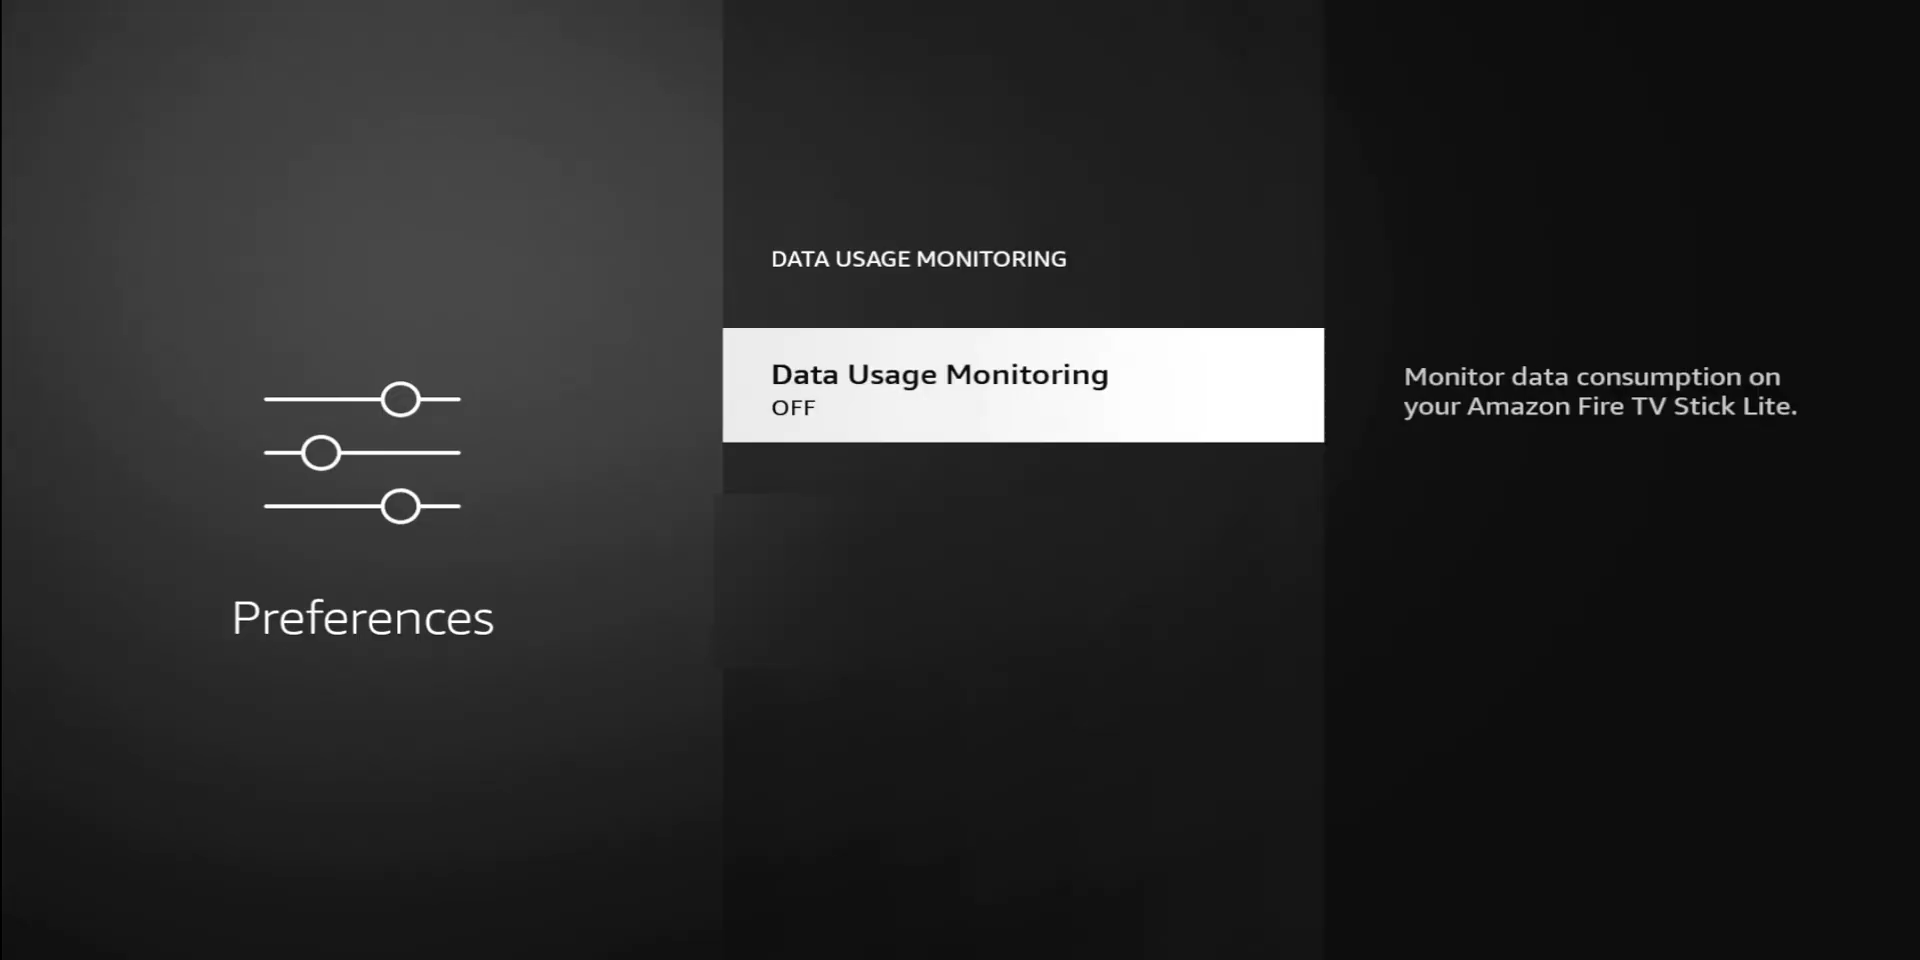 DATA USAGE MONITORING
Data Usage Monitoring
OFF
Monitor data consumption on
your Amazon Fire TV Stick Lite.
Preferences